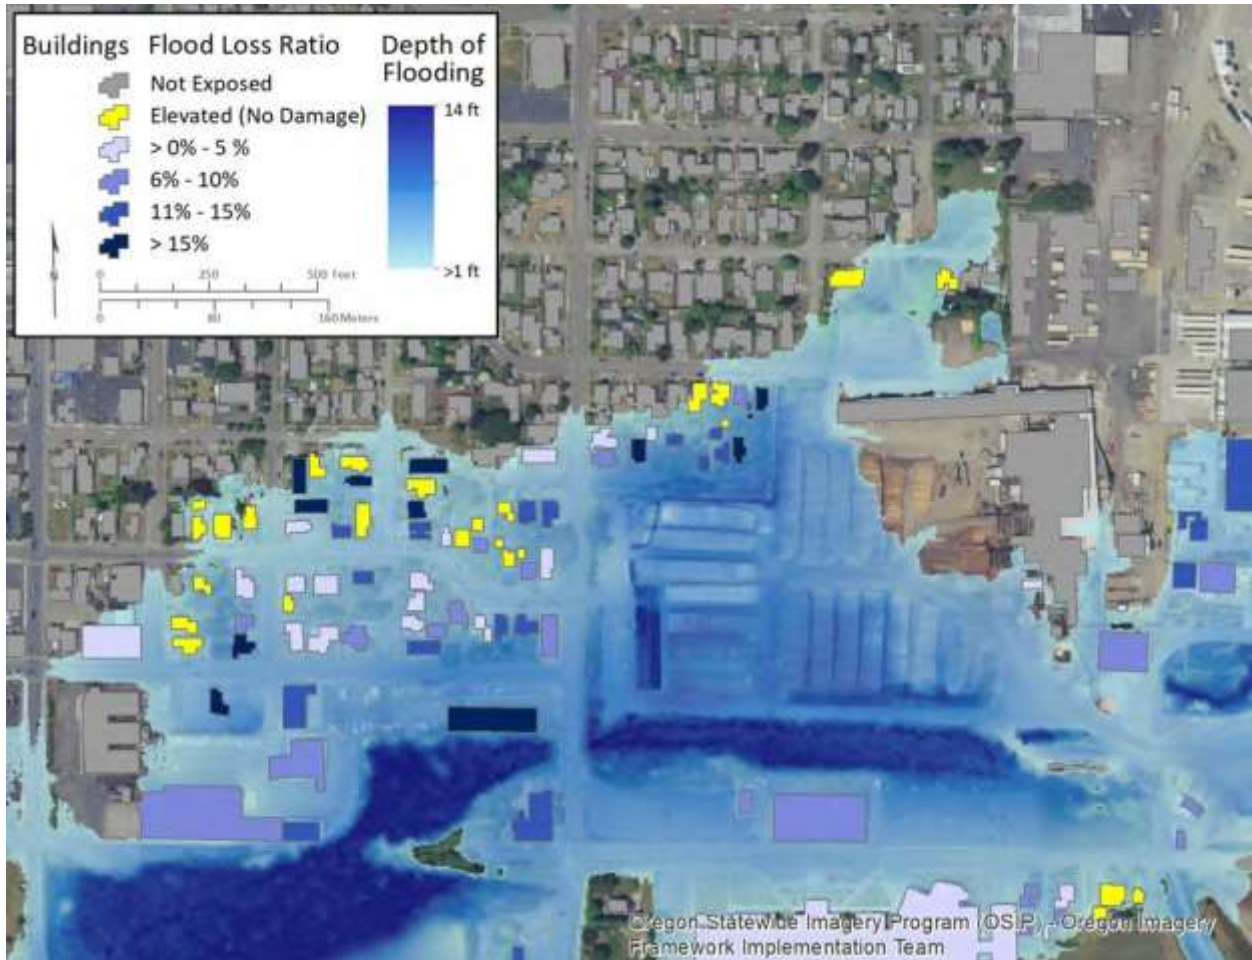 Buildings Flood Loss Ratio
Not Exposed
Elevated (No Damage)
> 0% - 5 %
6% - 10%
11% - 15%
> 15%
Depth of
Flooding
14 ft
>1 ft
N
0 250 500 Feet
0 80 160 Meters
Oregon Statewide Imagery Program (OSIP) - Oregon Imagery
Framework Implementation Team